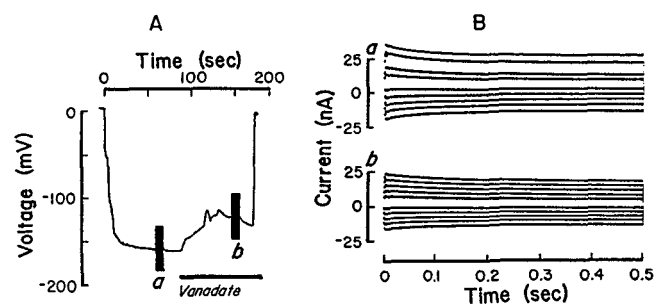 A
B
Time (sec)
0 100 200
Voltage (mV)
0
-100
-200
a
b
Vanadate
Current (nA)
a
25
0
-25
b
25
0
-25
0 0.1 0.2 0.3 0.4 0.5
Time (sec)